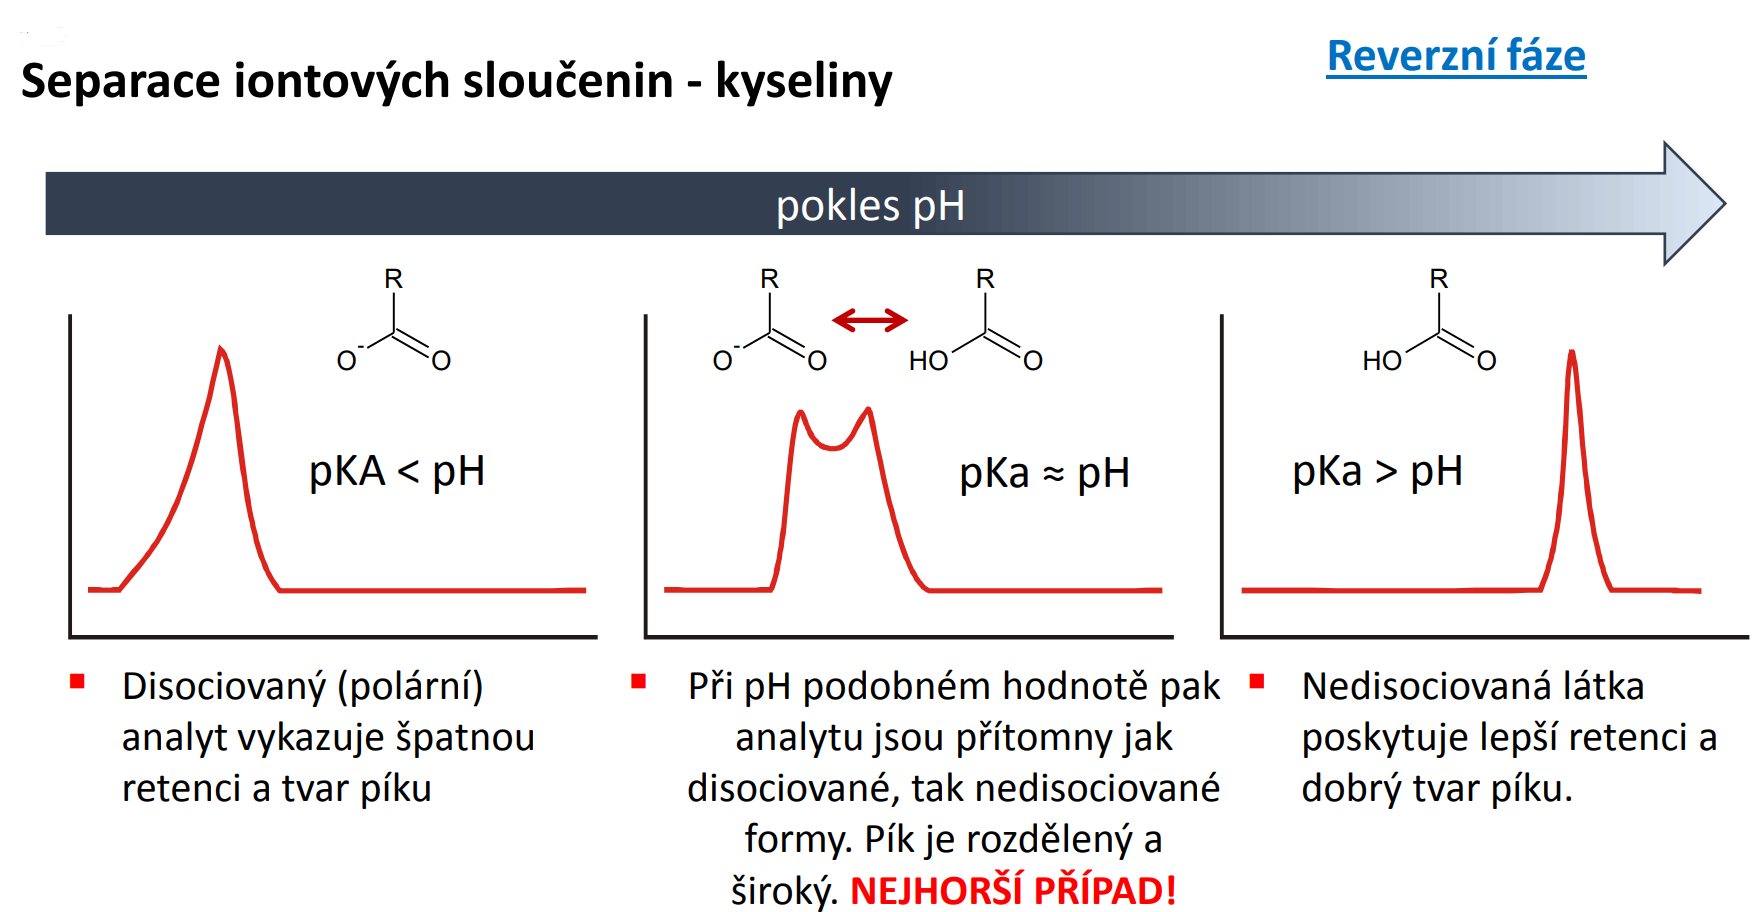 Separace iontových sloučenin - kyseliny
Reverzní fáze
pokles pH
R
O-
O
pKA < pH
R
O-
O
R
HO
O
pKa ≈ pH
R
HO
O
pKa > pH
Disociovaný (polární)
analyt vykazuje špatnou
retenci a tvar píku
Při pH podobném hodnotě pak
analytu jsou přítomny jak
disociované, tak nedisociované
formy. Pík je rozdělený a
široký. NEJHORŠÍ PŘÍPAD!
Nedisociovaná látka
poskytuje lepší retenci a
dobrý tvar píku.